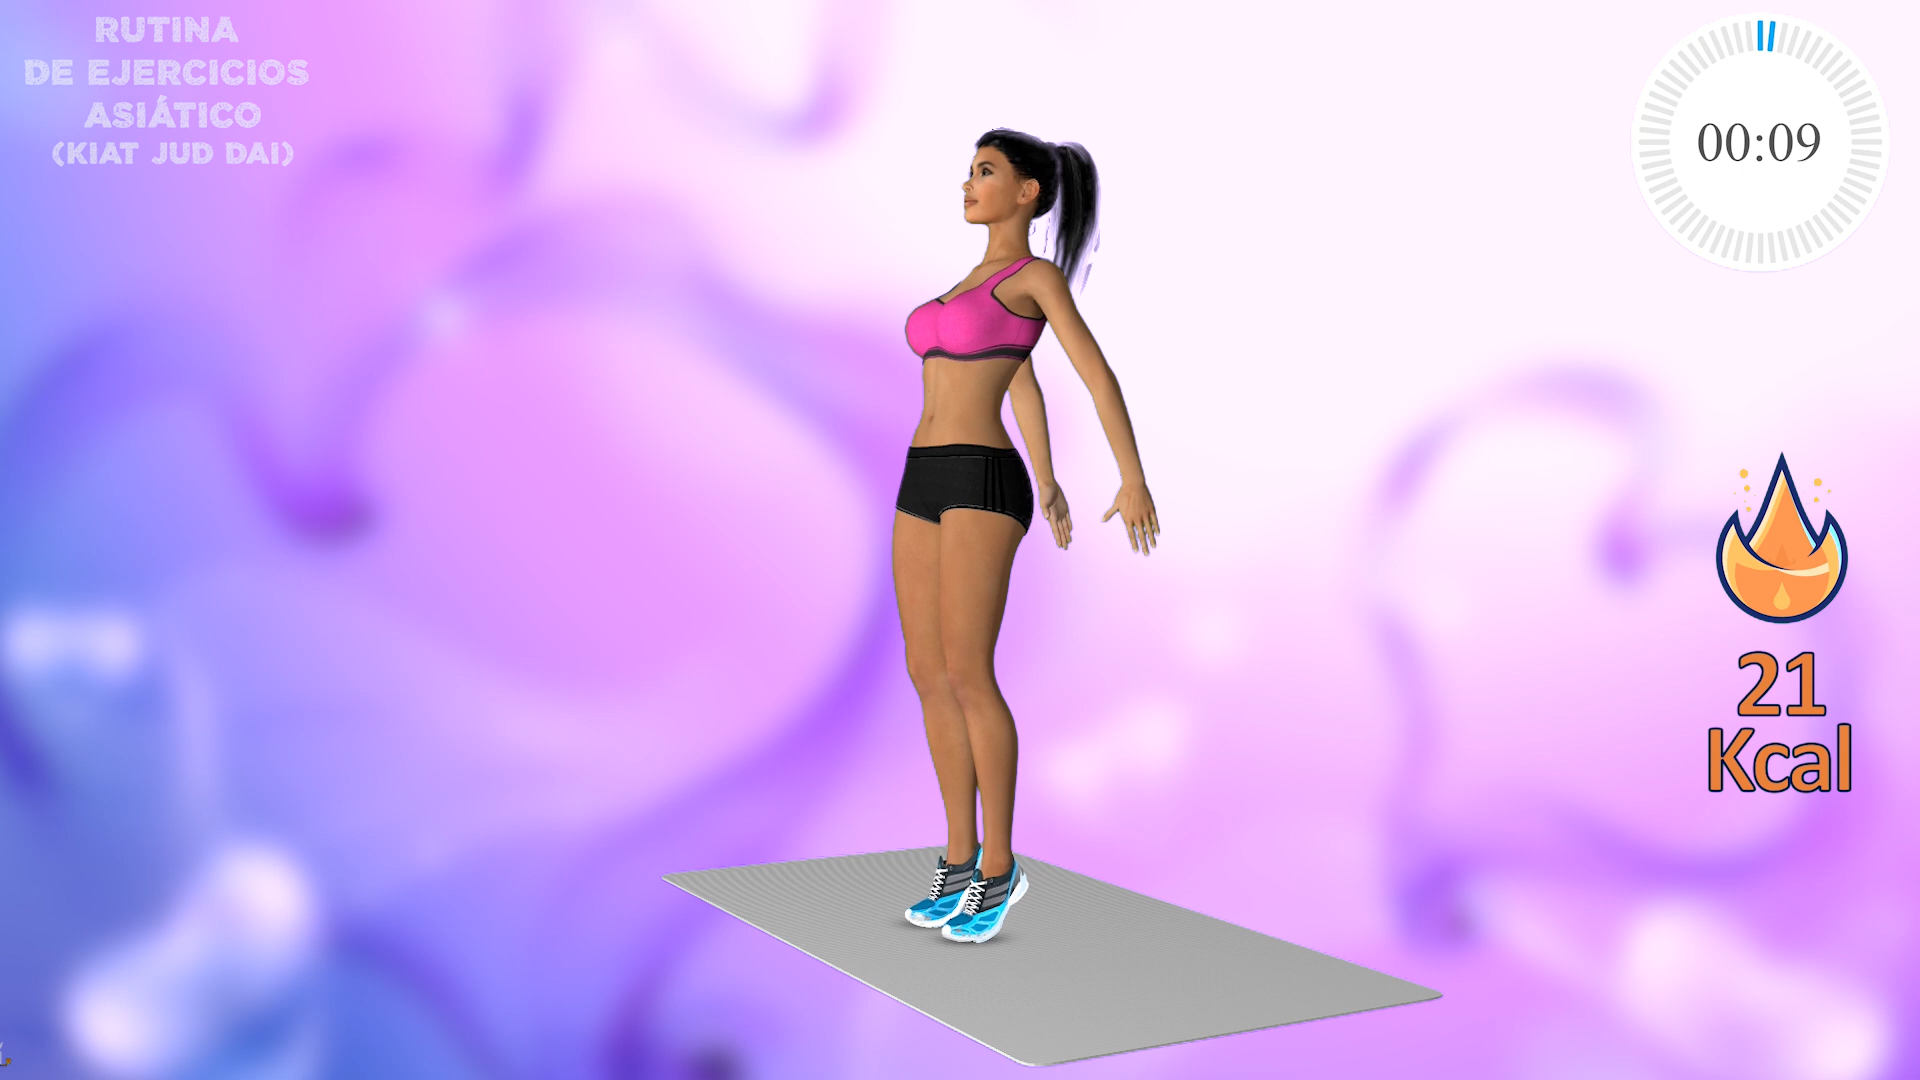 RUTINA
DE EJERCICIOS
ASIÁTICO
(KIAT JUD DAI)
00:09
21
Kcal